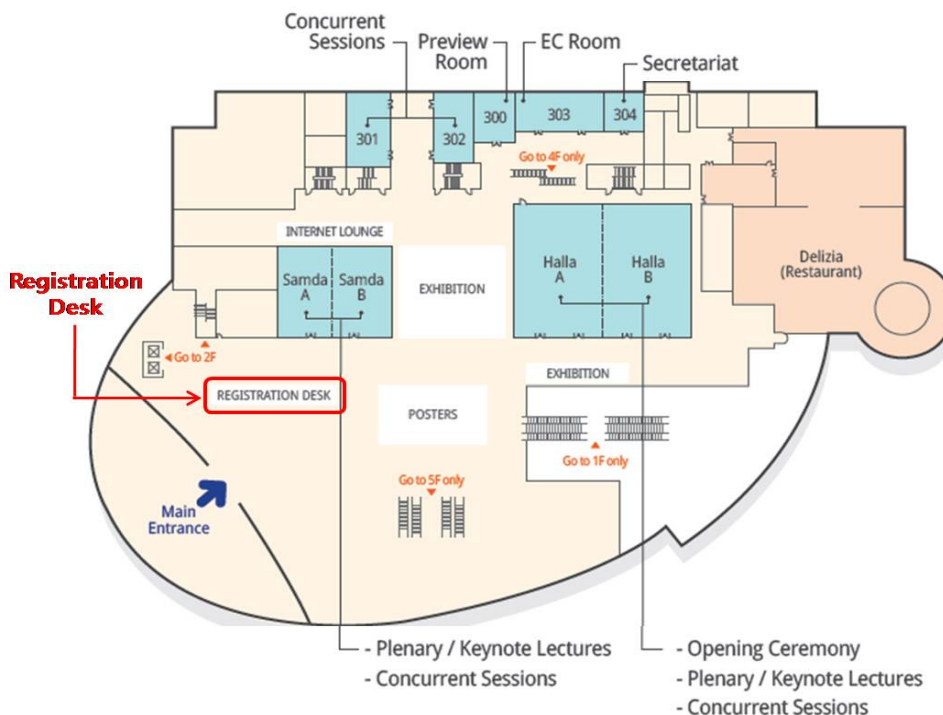 Concurrent
Sessions
Preview
Room
EC Room
Secretariat
301
302
300
303
304
Go to 4F only
INTERNET LOUNGE
Samda
A
Samda
B
EXHIBITION
Halla
A
Halla
B
Delizia
(Restaurant)
Registration
Desk
Go to 2F
REGISTRATION DESK
EXHIBITION
POSTERS
Go to 1F only
Go to 5F only
Main
Entrance
- Plenary / Keynote Lectures
- Concurrent Sessions
- Opening Ceremony
- Plenary / Keynote Lectures
- Concurrent Sessions